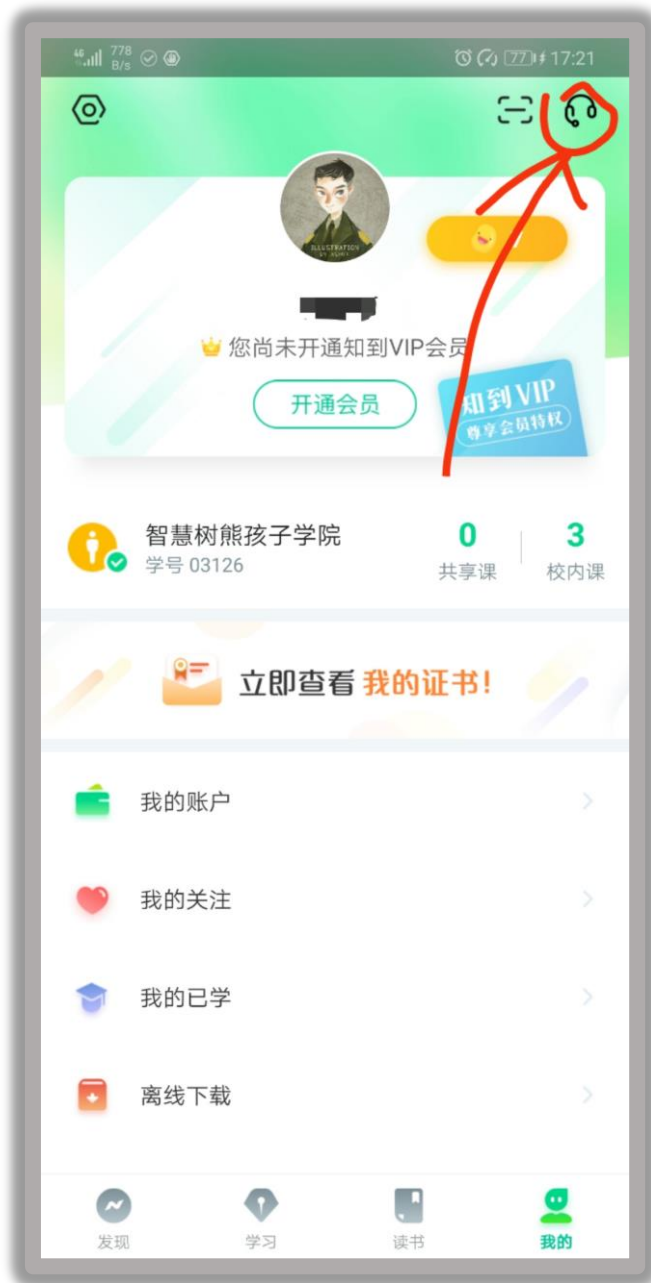 46 778 B/s 77 17:21
ILLUSTRATION
您尚未开通知到VIP会员
开通会员
知到VIP
尊享会员特权
智慧树熊孩子学院
学号 03126
0 3
共享课 校内课
立即查看 我的证书!
我的账户
我的关注
我的已学
离线下载
发现 学习 读书 我的